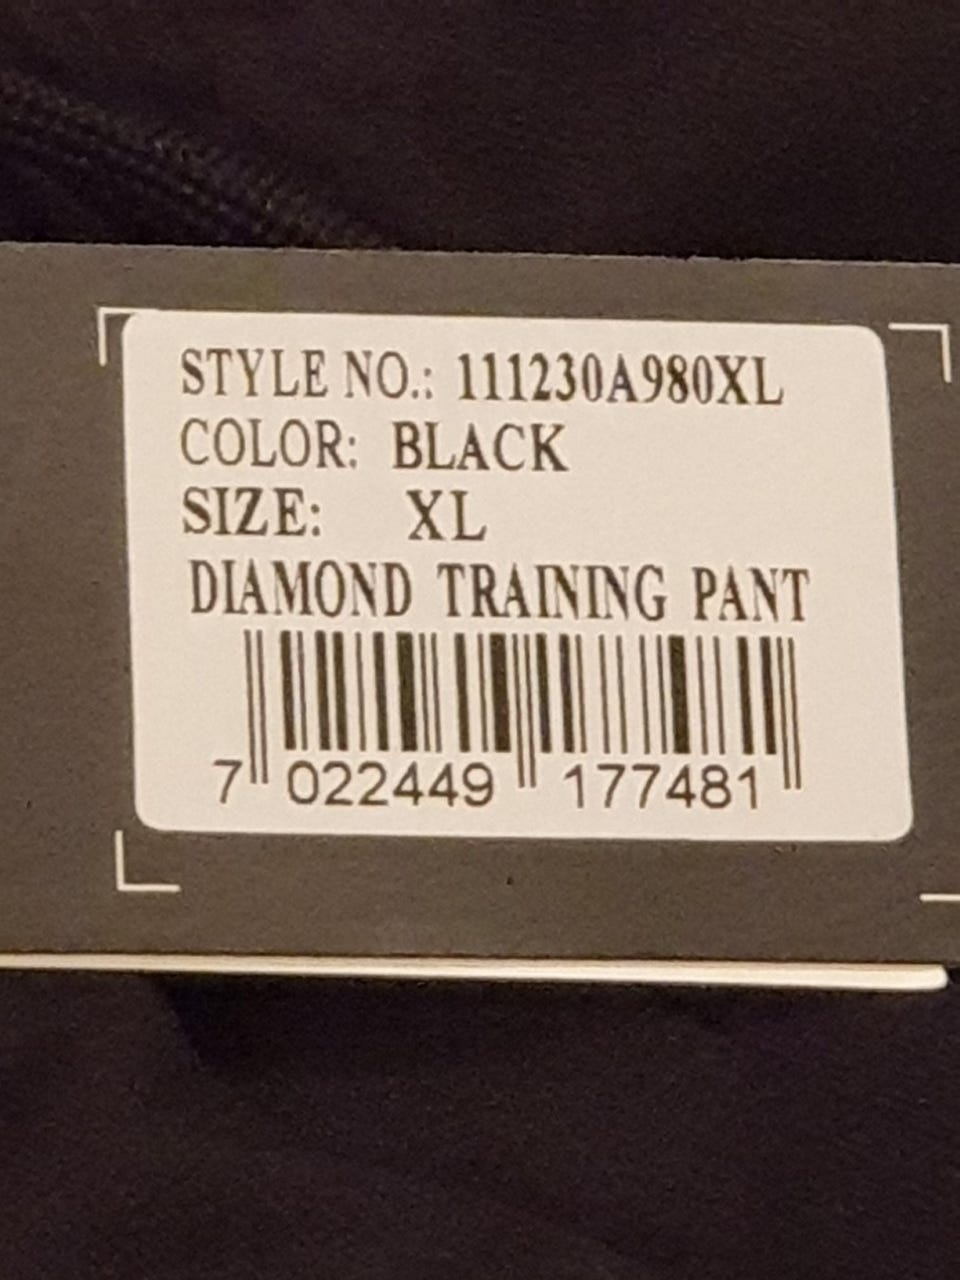 STYLE NO.: 111230A980XL
COLOR: BLACK
SIZE: XL
DIAMOND TRAINING PANT
7 022449 177481